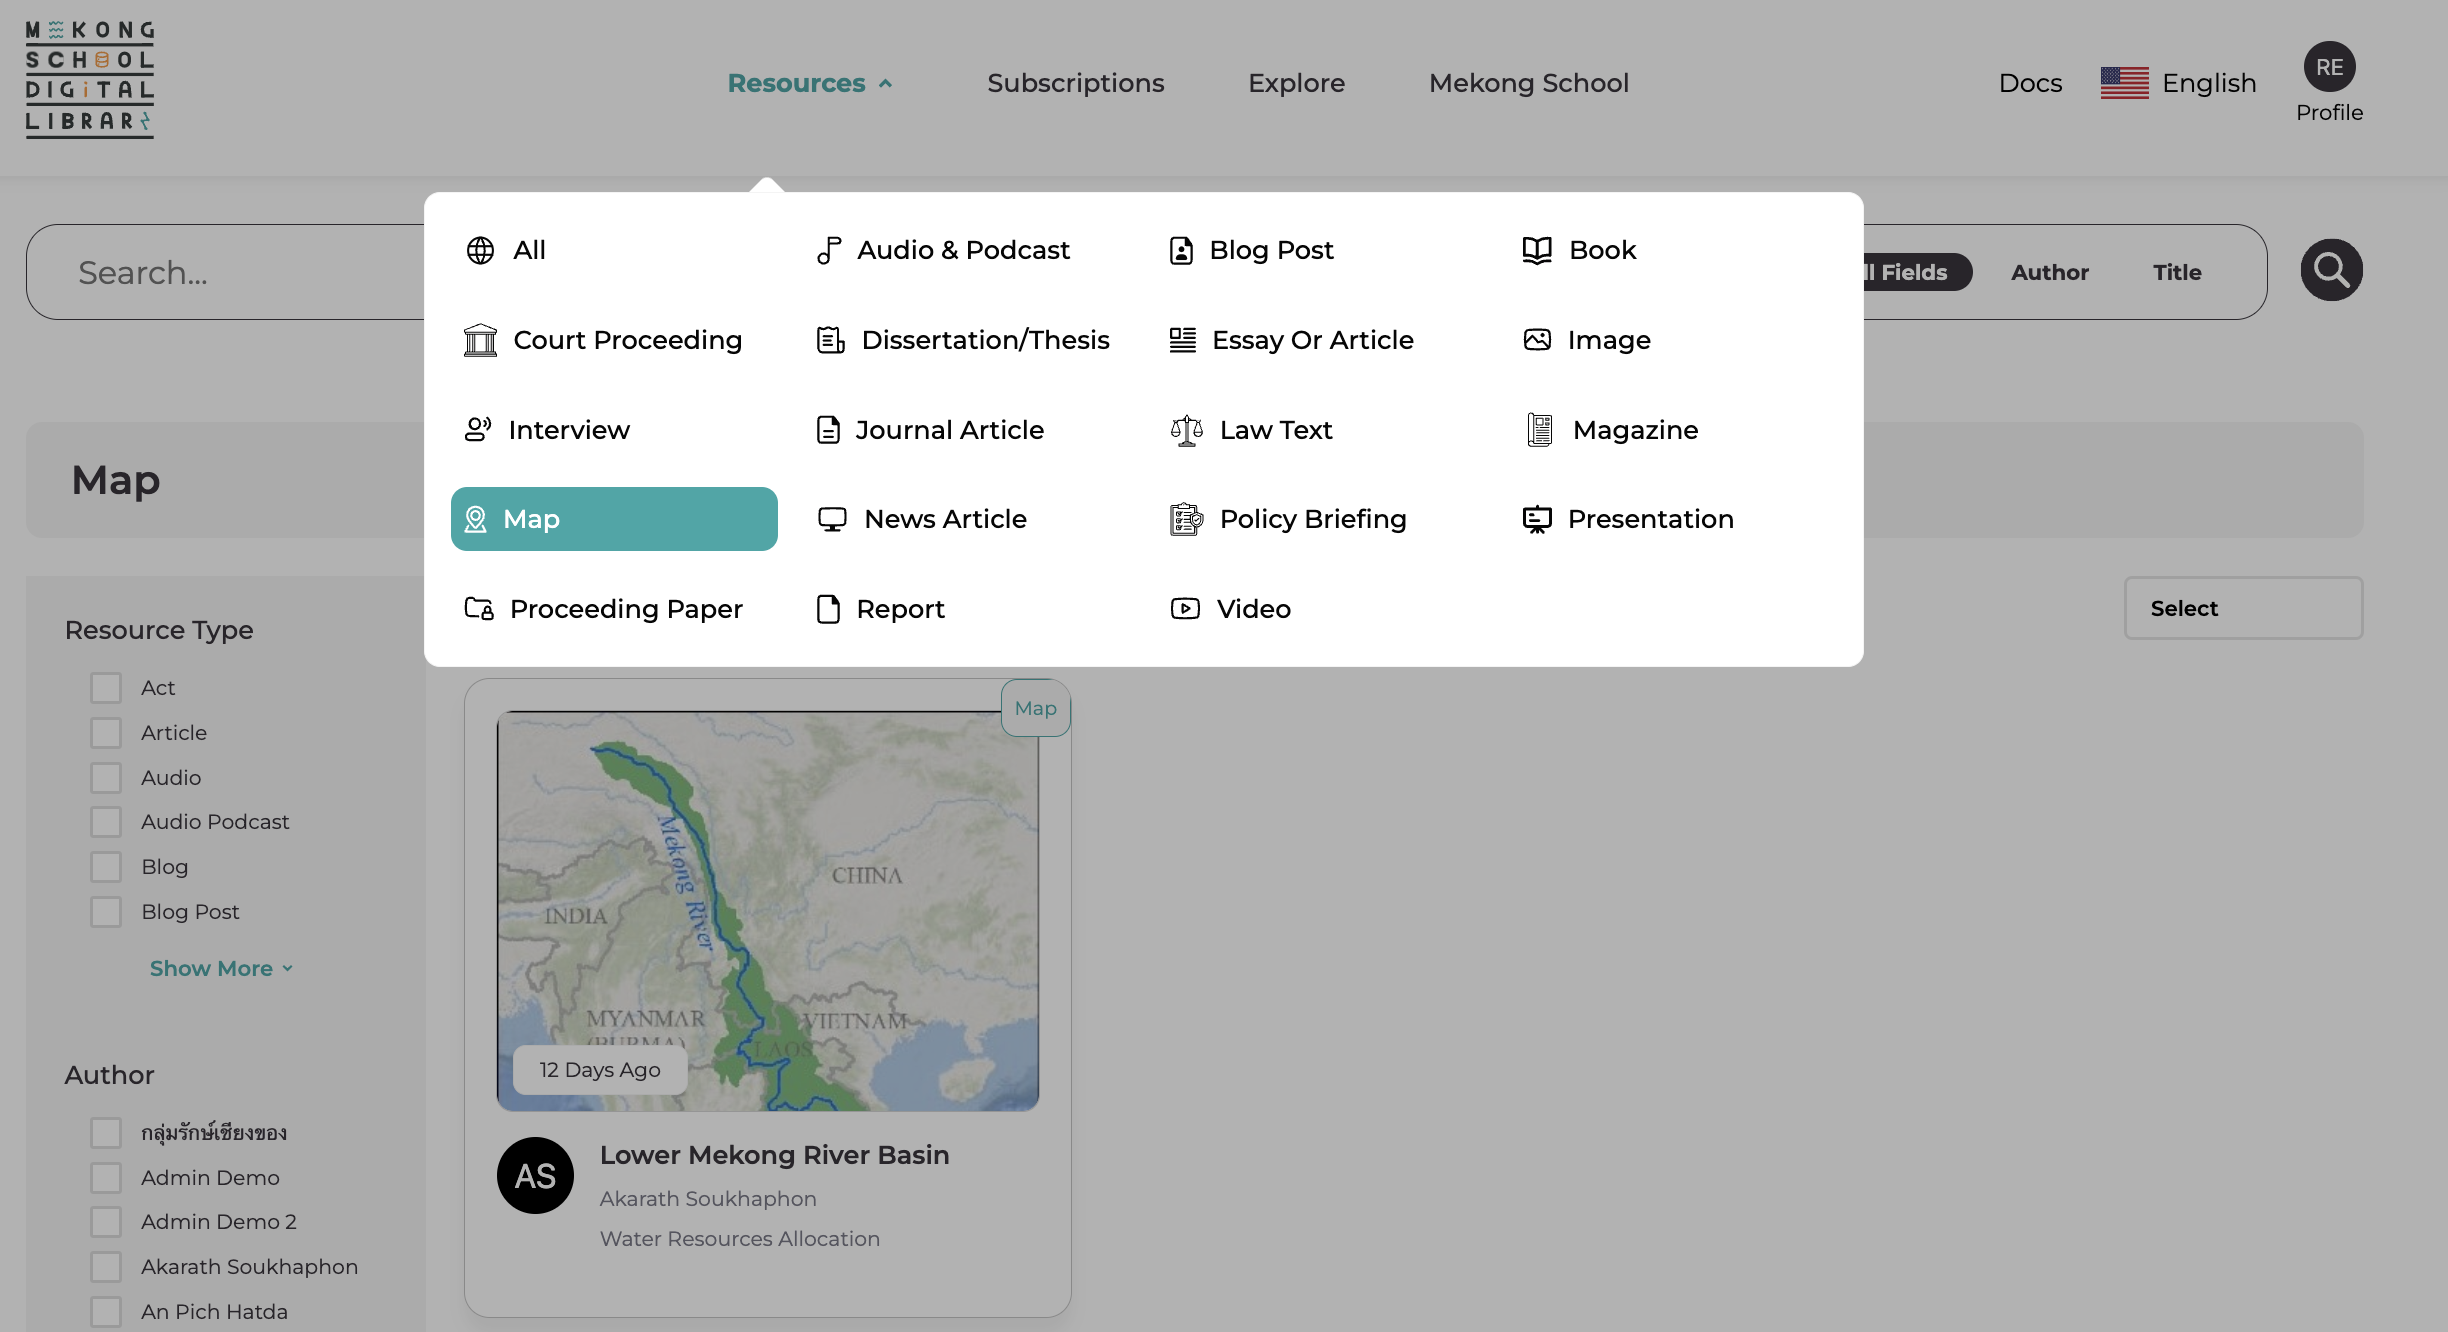 MEKONG
SCHOOL
DIGITAL
LIBRARY
Resources
Subscriptions
Explore
Mekong School
Docs
English
RE
Profile
Search...
ll Fields
Author
Title
All
Audio & Podcast
Blog Post
Book
Court Proceeding
Dissertation/Thesis
Essay Or Article
Image
Interview
Journal Article
Law Text
Magazine
Map
News Article
Policy Briefing
Presentation
Proceeding Paper
Report
Video
Map
Select
Resource Type
Act
Article
Audio
Audio Podcast
Blog
Blog Post
Show More
Author
กลุ่มรักษ์เชียงของ
Admin Demo
Admin Demo 2
Akarath Soukhaphon
An Pich Hatda
Map
Mekong River
CHINA
INDIA
MYANMAR
(BURMA)
VIETNAM
LAOS
12 Days Ago
AS
Lower Mekong River Basin
Akarath Soukhaphon
Water Resources Allocation